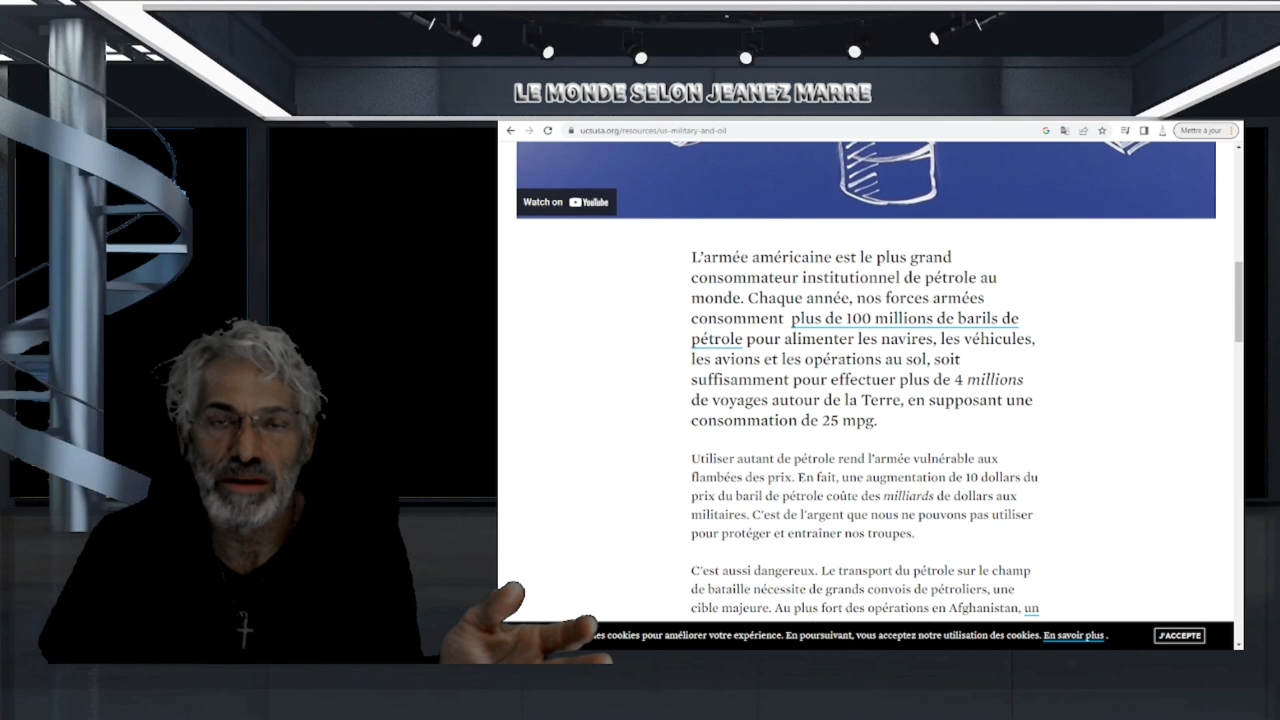 LE MONDE SELON JEANEZ MARRE
ucsusa.org/resources/us-military-and-oil
Mettre à jour
Watch on YouTube
L'armée américaine est le plus grand
consommateur institutionnel de pétrole au
monde. Chaque année, nos forces armées
consomment plus de 100 millions de barils de
pétrole pour alimenter les navires, les véhicules,
les avions et les opérations au sol, soit
suffisamment pour effectuer plus de 4 millions
de voyages autour de la Terre, en supposant une
consommation de 25 mpg.
Utiliser autant de pétrole rend l'armée vulnérable aux
flambées des prix. En fait, une augmentation de 10 dollars du
prix du baril de pétrole coûte des milliards de dollars aux
militaires. C'est de l'argent que nous ne pouvons pas utiliser
pour protéger et entraîner nos troupes.
C'est aussi dangereux. Le transport du pétrole sur le champ
de bataille nécessite de grands convois de pétroliers, une
cible majeure. Au plus fort des opérations en Afghanistan, un
cookies pour améliorer votre expérience. En poursuivant, vous acceptez notre utilisation des cookies. En savoir plus.
J'ACCEPTE